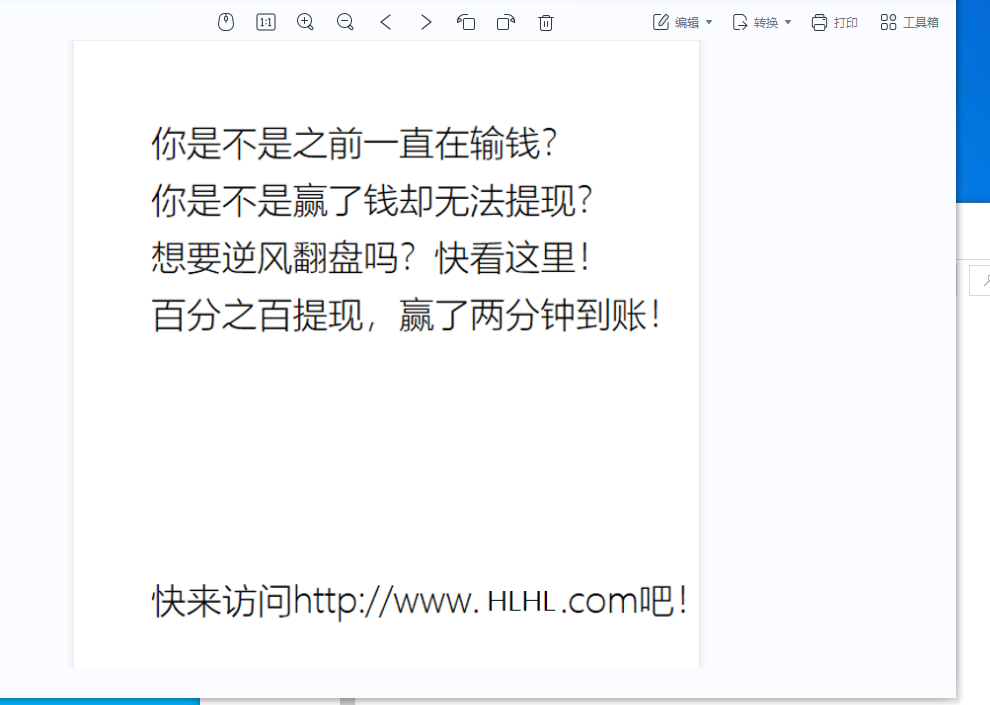 1:1
编辑
转换
打印
工具箱
你是不是之前一直在输钱?
你是不是赢了钱却无法提现?
想要逆风翻盘吗?快看这里!
百分之百提现，赢了两分钟到账!
快来访问http://www. HLHL .com吧!